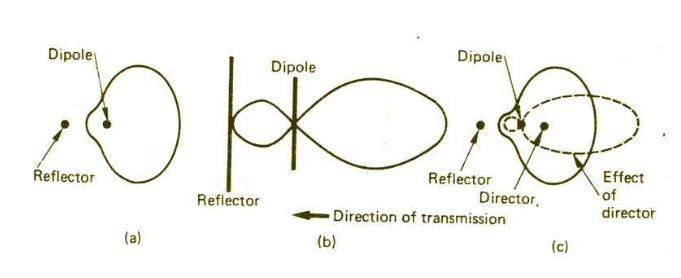 Dipole
Reflector
(a)
Dipole
Reflector
Direction of transmission
(b)
Dipole
Reflector
Director.
Effect
of
director
(c)